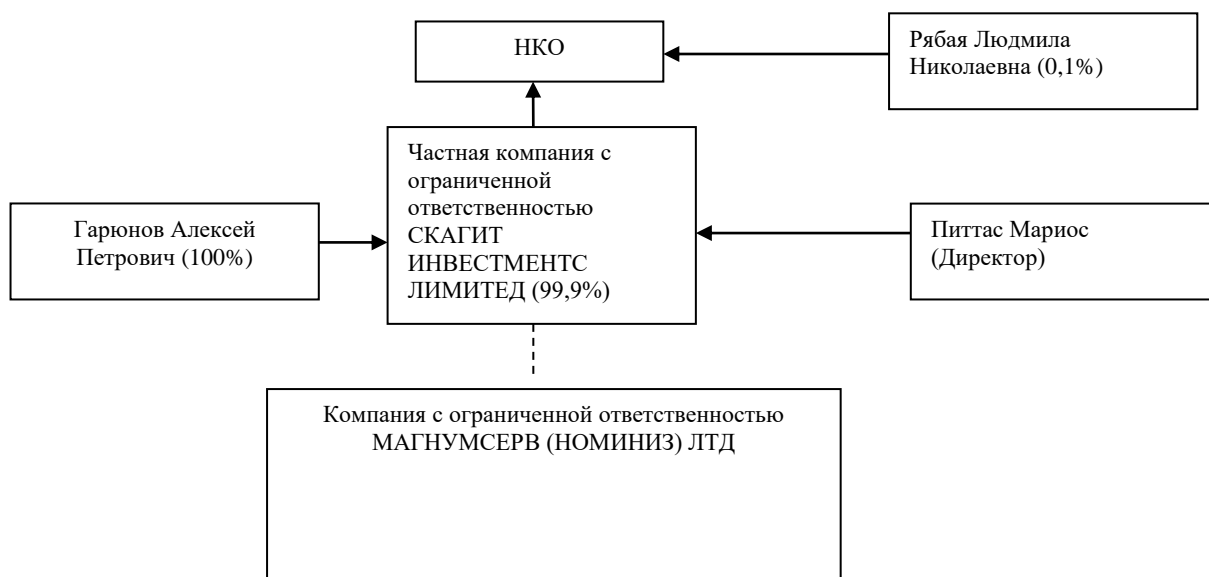 НКО
Рябая Людмила
Николаевна (0,1%)
Частная компания с
ограниченной
ответственностью
СКАГИТ
ИНВЕСТМЕНТС
ЛИМИТЕД (99,9%)
Гарюнов Алексей
Петрович (100%)
Питтас Мариос
(Директор)
Компания с ограниченной ответственностью
МАГНУМСЕРВ (НОМИНИЗ) ЛТД